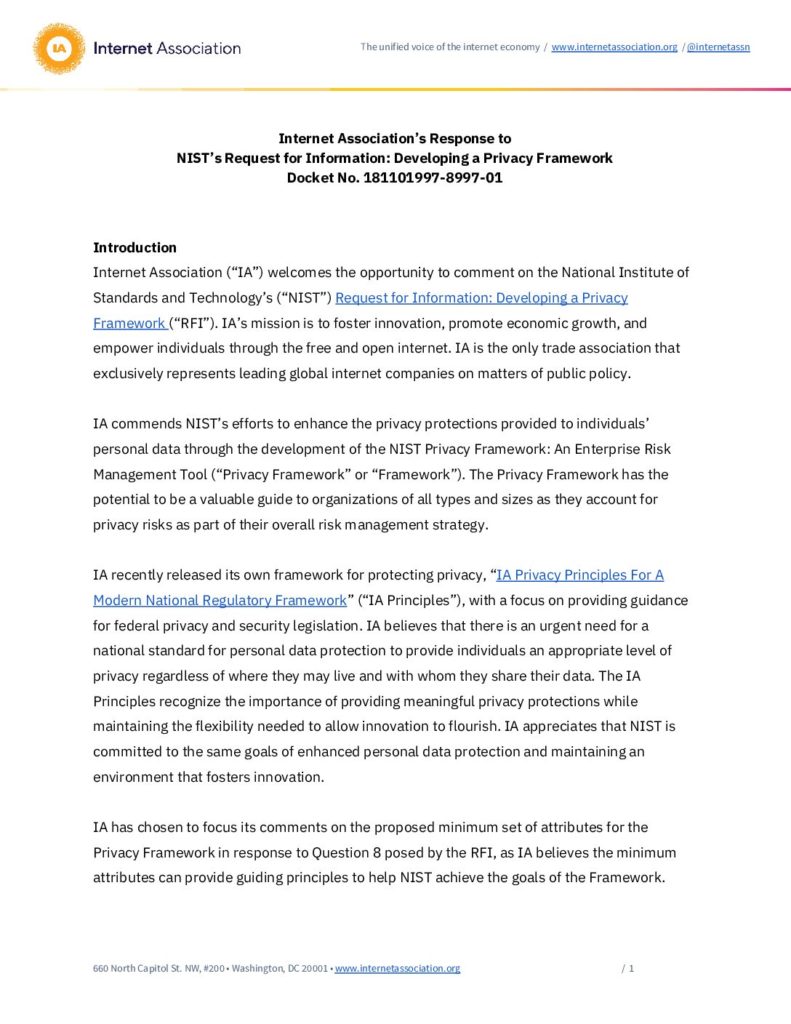 IA Internet Association
The unified voice of the internet economy / www.internetassociation.org / @internetassn
Internet Association’s Response to
NIST’s Request for Information: Developing a Privacy Framework
Docket No. 181101997-8997-01
Introduction
Internet Association (“IA”) welcomes the opportunity to comment on the National Institute of
Standards and Technology’s (“NIST”) Request for Information: Developing a Privacy
Framework (“RFI”). IA’s mission is to foster innovation, promote economic growth, and
empower individuals through the free and open internet. IA is the only trade association that
exclusively represents leading global internet companies on matters of public policy.
IA commends NIST’s efforts to enhance the privacy protections provided to individuals’
personal data through the development of the NIST Privacy Framework: An Enterprise Risk
Management Tool (“Privacy Framework” or “Framework”). The Privacy Framework has the
potential to be a valuable guide to organizations of all types and sizes as they account for
privacy risks as part of their overall risk management strategy.
IA recently released its own framework for protecting privacy, “IA Privacy Principles For A
Modern National Regulatory Framework” (“IA Principles”), with a focus on providing guidance
for federal privacy and security legislation. IA believes that there is an urgent need for a
national standard for personal data protection to provide individuals an appropriate level of
privacy regardless of where they may live and with whom they share their data. The IA
Principles recognize the importance of providing meaningful privacy protections while
maintaining the flexibility needed to allow innovation to flourish. IA appreciates that NIST is
committed to the same goals of enhanced personal data protection and maintaining an
environment that fosters innovation.
IA has chosen to focus its comments on the proposed minimum set of attributes for the
Privacy Framework in response to Question 8 posed by the RFI, as IA believes the minimum
attributes can provide guiding principles to help NIST achieve the goals of the Framework.
660 North Capitol St. NW, #200 • Washington, DC 20001 • www.internetassociation.org / 1